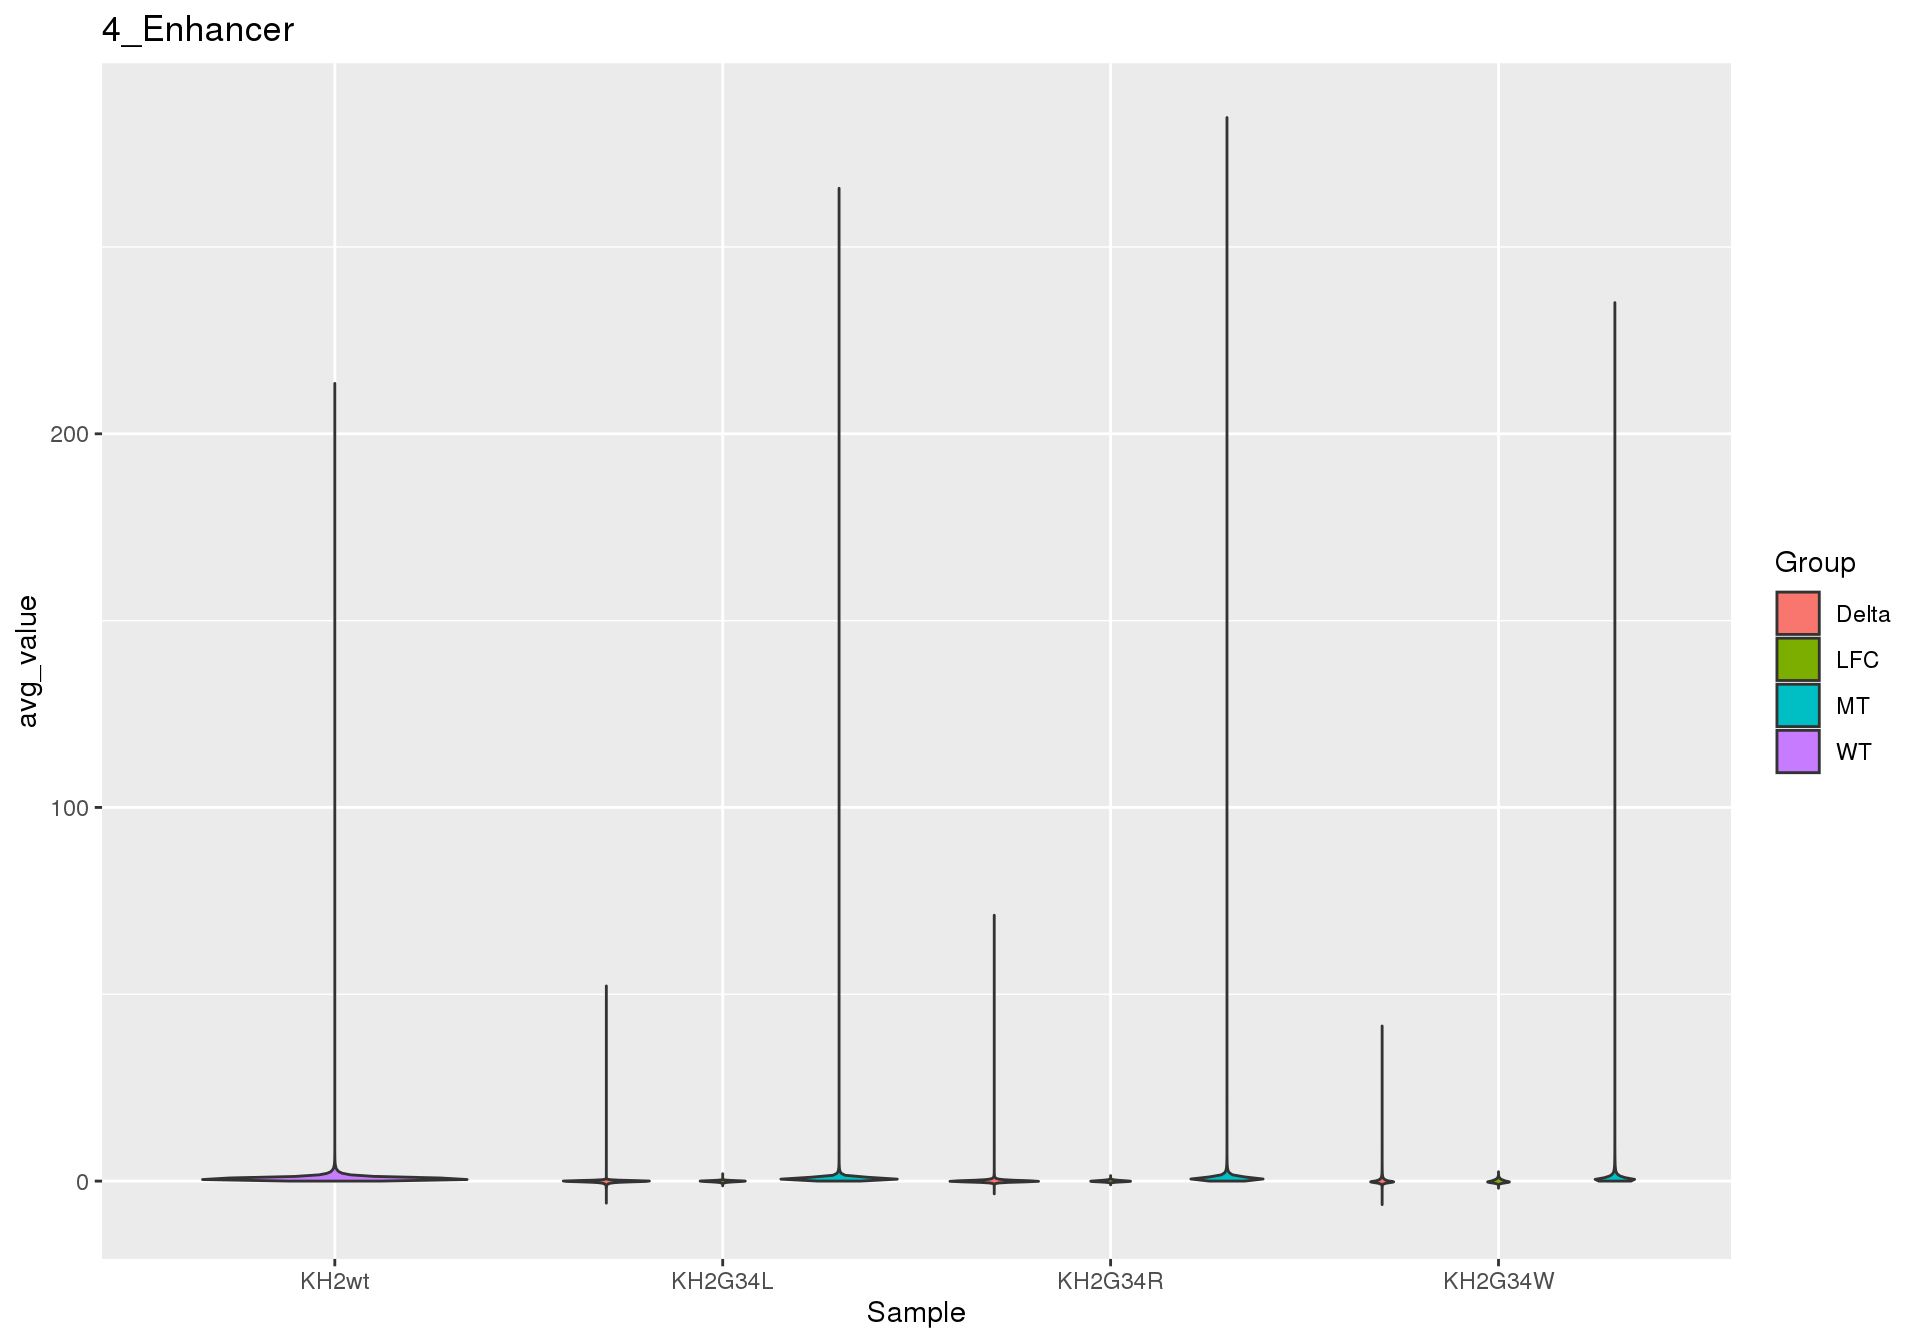 4_Enhancer
avg_value
200
100
0
KH2wt
KH2G34L
KH2G34R
KH2G34W
Sample
Group
Delta
LFC
MT
WT